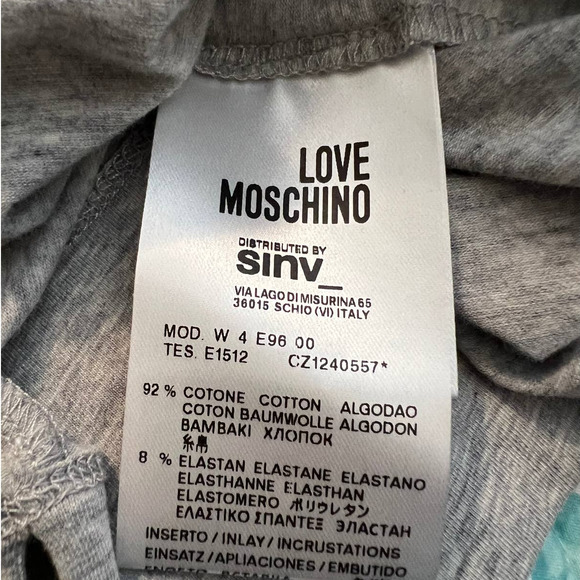 LOVE
MOSCHINO
DISTRIBUTED BY
sinv_
VIA LAGO DI MISURINA 65
36015 SCHIO (VI) ITALY
MOD. W 4 E96 00
TES. E1512 CZ1240557*
92 % COTONE COTTON ALGODAO
COTON BAUMWOLLE ALGODON
BAMBAKI ХЛОПОК
綿
8 % ELASTAN ELASTANE ELASTANO
ELASTHANNE ELASTHAN
ELASTOMERO ポリウレタン
ΕΛΑΣΤΙΚΟ ΣΠΑΝΤΕΞ ЭЛАСТАН
INSERTO / INLAY / INCRUSTATIONS
EINSATZ / APLIACIONES / EMBUTIDO